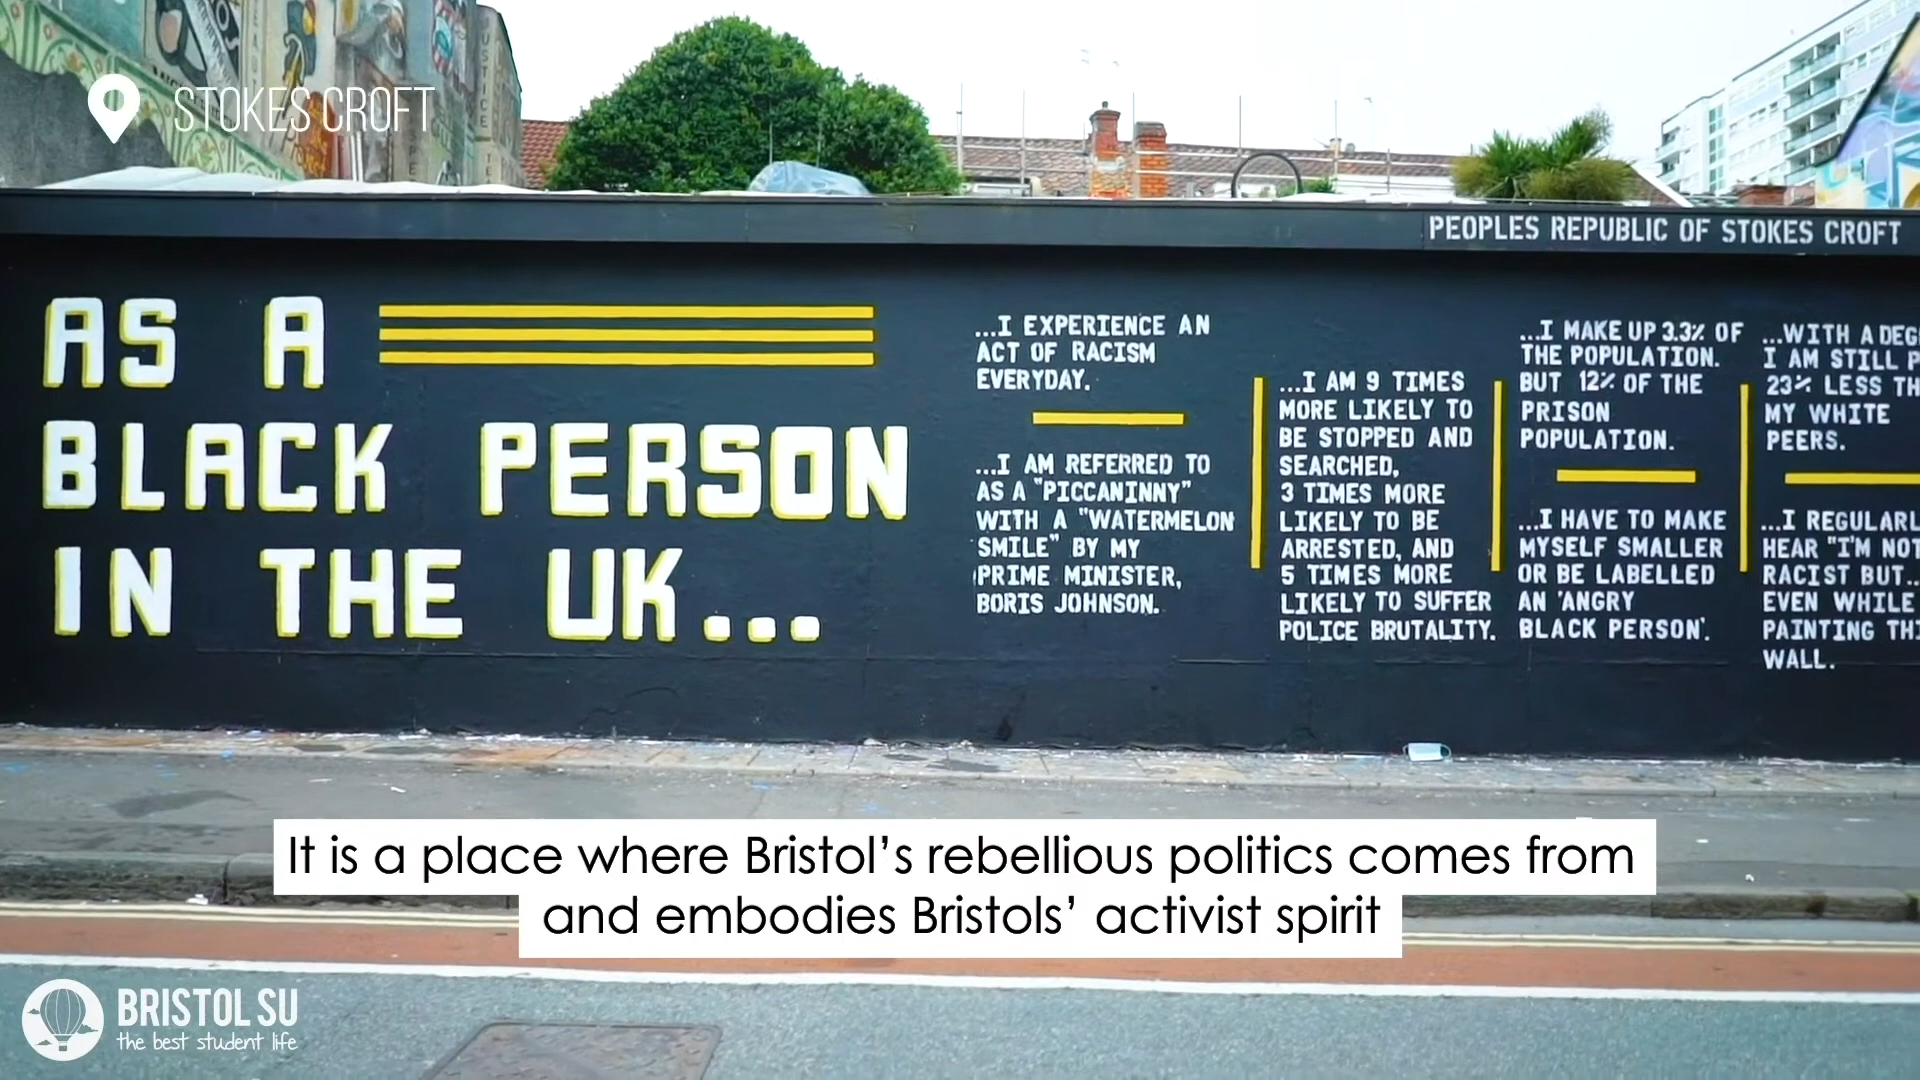 STOKES CROFT
PEOPLES REPUBLIC OF STOKES CROFT
AS A
BLACK PERSON
IN THE UK...
...I EXPERIENCE AN
ACT OF RACISM
EVERYDAY.
...I AM REFERRED TO
AS A "PICCANINNY"
WITH A "WATERMELON
SMILE" BY MY
PRIME MINISTER,
BORIS JOHNSON.
...I AM 9 TIMES
MORE LIKELY TO
BE STOPPED AND
SEARCHED,
3 TIMES MORE
LIKELY TO BE
ARRESTED, AND
5 TIMES MORE
LIKELY TO SUFFER
POLICE BRUTALITY.
...I MAKE UP 3.3% OF
THE POPULATION.
BUT 12% OF THE
PRISON
POPULATION.
...I HAVE TO MAKE
MYSELF SMALLER
OR BE LABELLED
AN 'ANGRY
BLACK PERSON'.
...WITH A DEG
I AM STILL P
23% LESS TH
MY WHITE
PEERS.
...I REGULARL
HEAR "I'M NOT
RACIST BUT..
EVEN WHILE
PAINTING THI
WALL.
It is a place where Bristol's rebellious politics comes from
and embodies Bristols' activist spirit
BRISTOL SU
the best student life